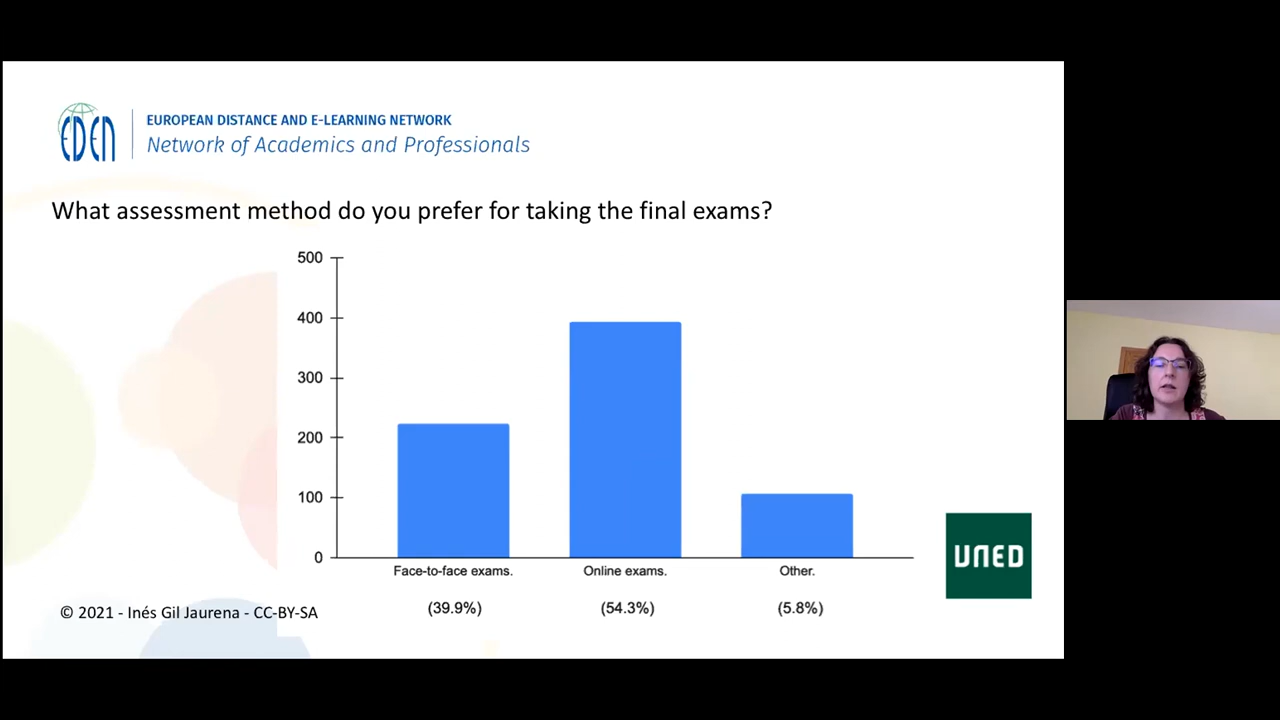 EDEN
EUROPEAN DISTANCE AND E-LEARNING NETWORK
Network of Academics and Professionals
What assessment method do you prefer for taking the final exams?
500
400
300
200
100
0
Face-to-face exams. Online exams. Other.
(39.9%) (54.3%) (5.8%)
UNED
© 2021 - Inés Gil Jaurena - CC-BY-SA